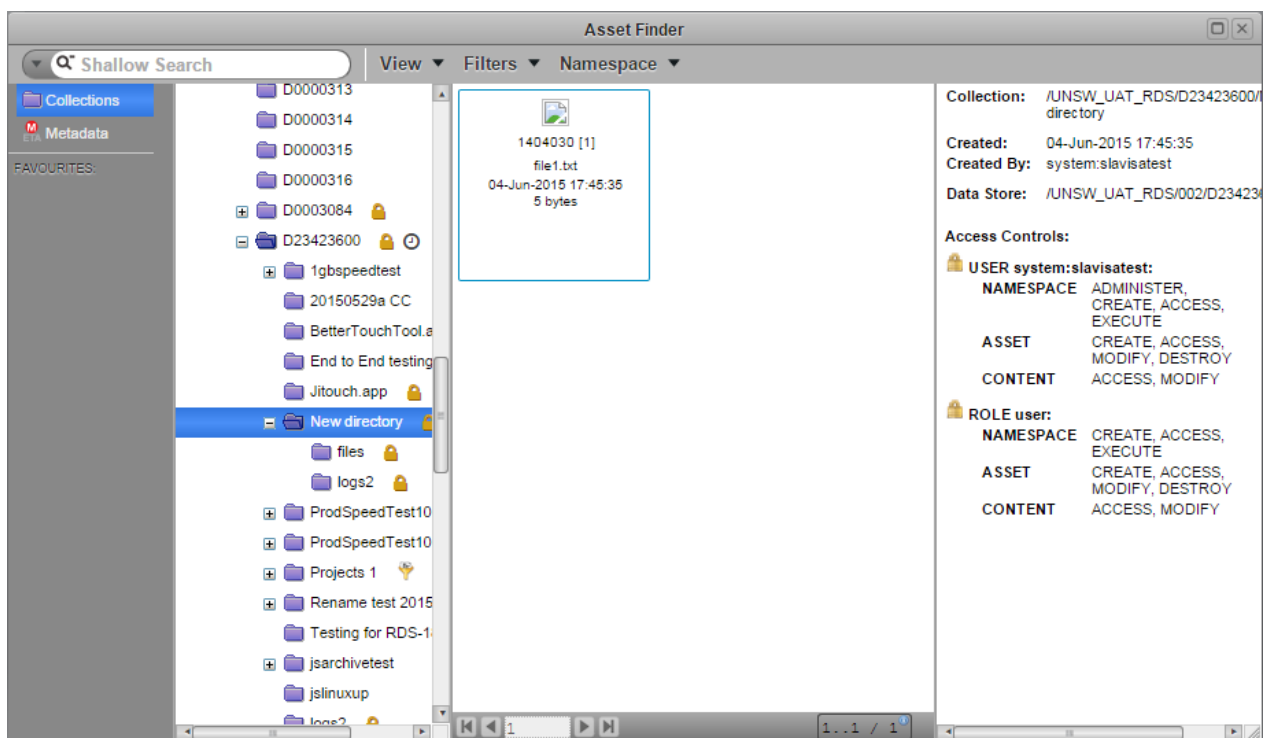 Asset Finder
Shallow Search
View
Filters
Namespace
Collections
Metadata
FAVOURITES:
D0000313
D0000314
D0000315
D0000316
D0003084
D23423600
1gbspeedtest
20150529a CC
BetterTouchTool.a
End to End testing
Jitouch.app
New directory
files
logs2
ProdSpeedTest10
ProdSpeedTest10
Projects 1
Rename test 2015
Testing for RDS-1
jsarchivetest
jslinuxup
logs2
1404030 [1]
file1.txt
04-Jun-2015 17:45:35
5 bytes
1
1..1 / 1
Collection: /UNSW_UAT_RDS/D23423600/
directory
Created: 04-Jun-2015 17:45:35
Created By: system:slavisatest
Data Store: /UNSW_UAT_RDS/002/D23423
Access Controls:
USER system:slavisatest:
NAMESPACE ADMINISTER,
CREATE, ACCESS,
EXECUTE
ASSET CREATE, ACCESS,
MODIFY, DESTROY
CONTENT ACCESS, MODIFY
ROLE user:
NAMESPACE CREATE, ACCESS,
EXECUTE
ASSET CREATE, ACCESS,
MODIFY, DESTROY
CONTENT ACCESS, MODIFY